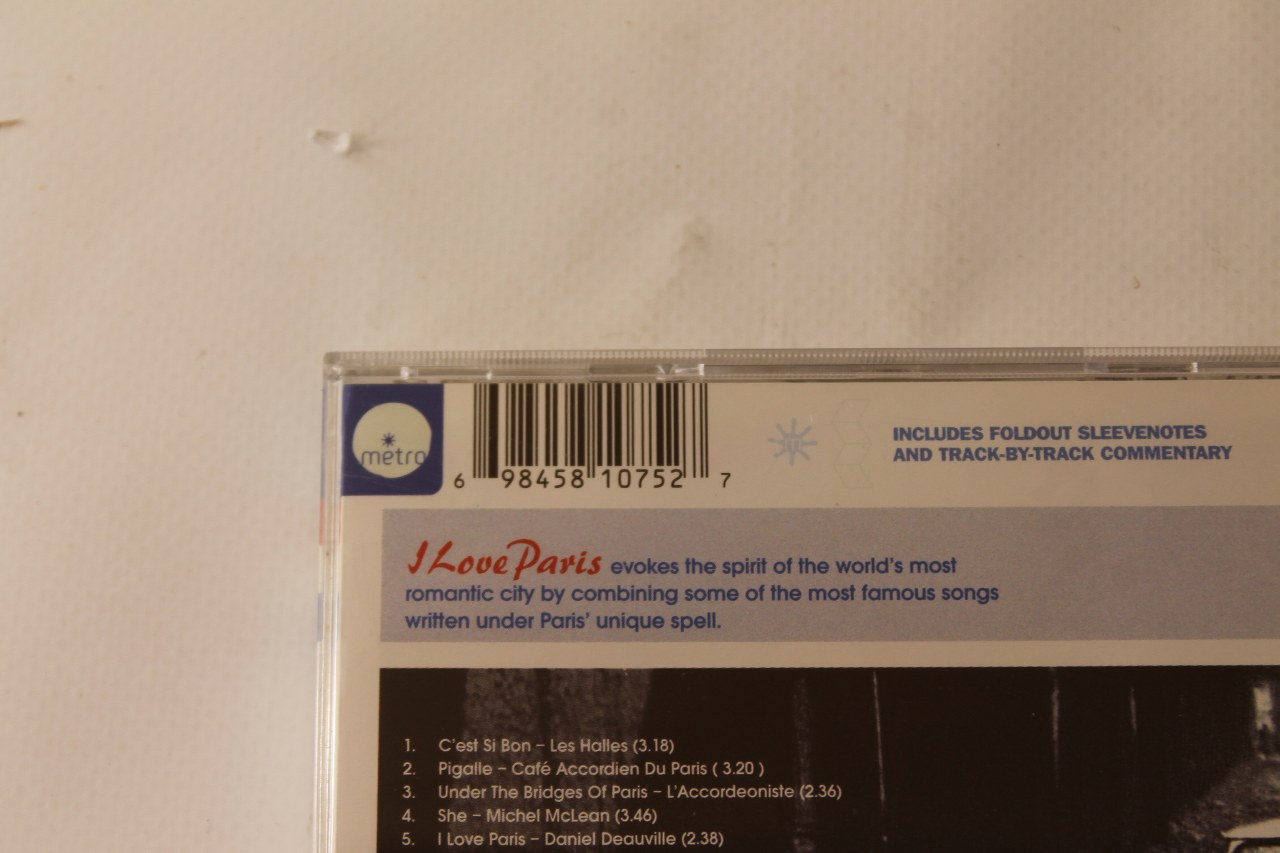 metro
6 98458 10752 7
INCLUDES FOLDOUT SLEEVENOTES
AND TRACK-BY-TRACK COMMENTARY
I Love Paris evokes the spirit of the world's most
romantic city by combining some of the most famous songs
written under Paris' unique spell.
1. C'est Si Bon – Les Halles (3.18)
2. Pigalle – Café Accordien Du Paris ( 3.20 )
3. Under The Bridges Of Paris – L'Accordeoniste (2.36)
4. She – Michel McLean (3.46)
5. I Love Paris – Daniel Deauville (2.38)